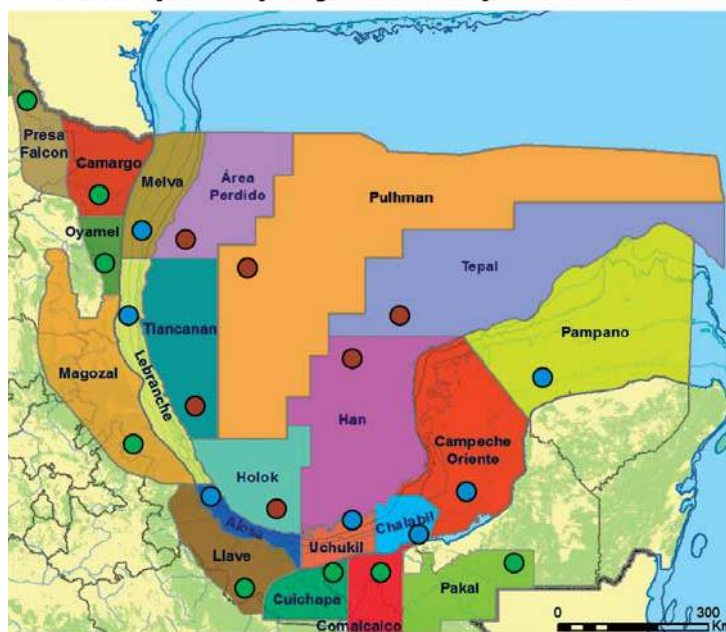 Presa
Falcon
Camargo
Melva
Área
Perdido
Pulhman
Oyamel
Tepal
Tlancanan
Pampano
Lebranche
Magozal
Han
Campeche
Oriente
Holok
Alosa
Uchukil
Chalabil
Llave
Cuichapa
Pakal
Comalcalco
0 300
Km